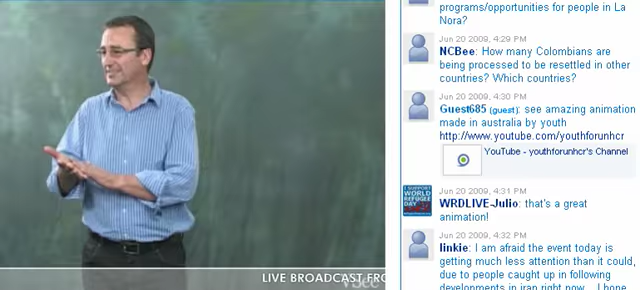 programs/opportunities for people in La
Nora?
Jun 20 2009, 4:29 PM
NCBee: How many Colombians are
being processed to be resettled in other
countries? Which countries?
Jun 20 2009, 4:30 PM
Guest685 (guest): see amazing animation
made in australia by youth
http://www.youtube.com/youthforunhcr
YouTube - youthforunhcr's Channel
I SUPPORT
WORLD
REFUGEE
DAY
Jun 20 2009, 4:31 PM
WRDLIVE-Julio: that's a great
animation!
Jun 20 2009, 4:32 PM
linkie: I am afraid the event today is
getting much less attention than it could,
due to people caught up in following
developments in iran right now... I hope
LIVE BROADCAST FRO